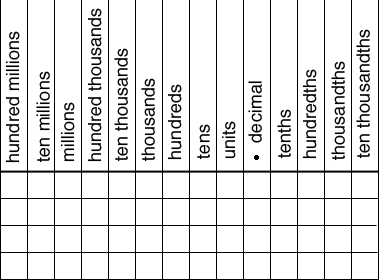 hundred millions
ten millions
millions
hundred thousands
ten thousands
thousands
hundreds
tens
units
• decimal
tenths
hundredths
thousandths
ten thousandths